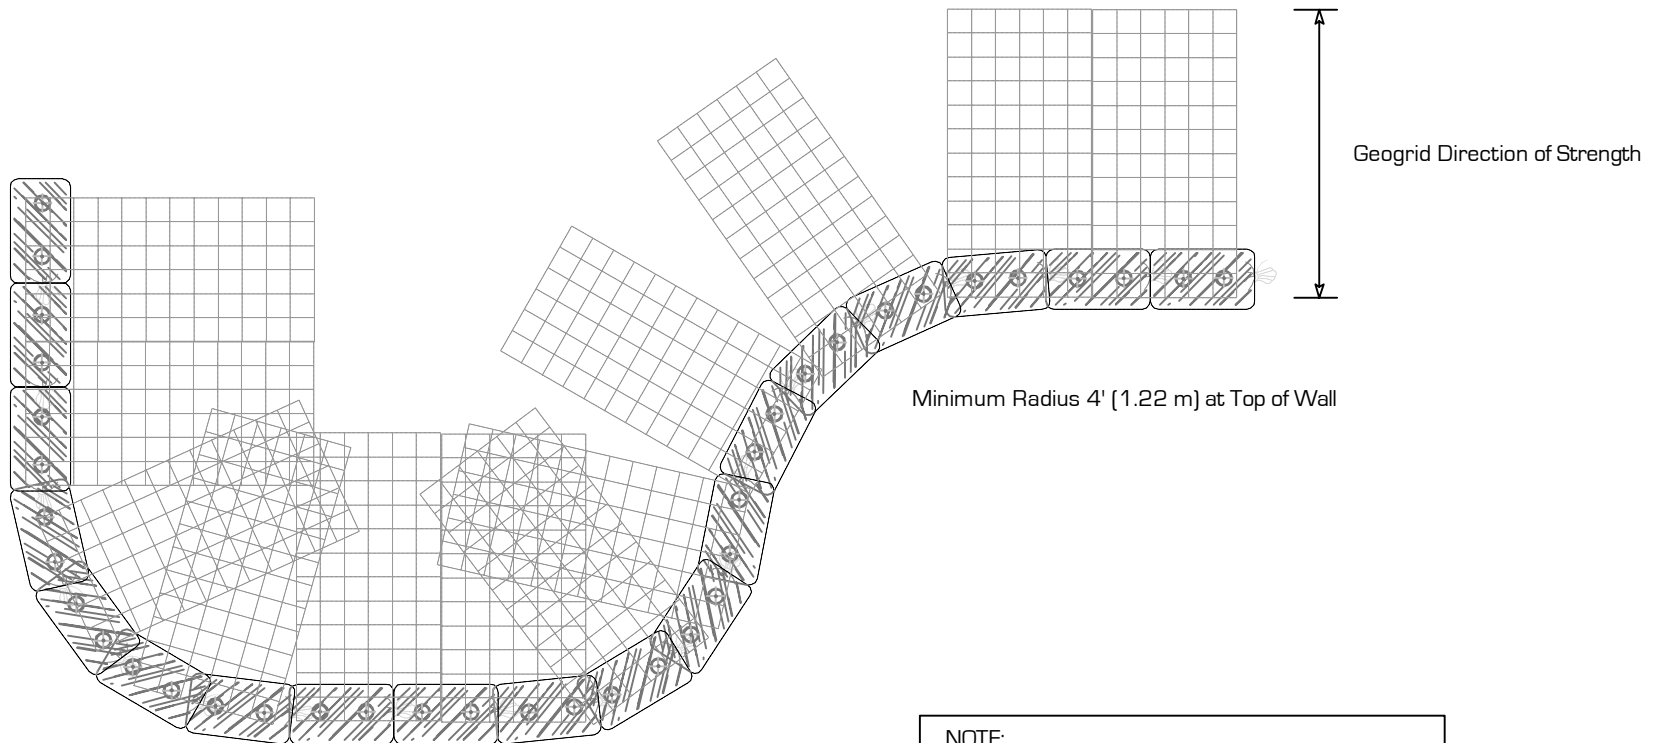 Geogrid Direction of Strength
Minimum Radius 4' (1.22 m) at Top of Wall
NOTE: